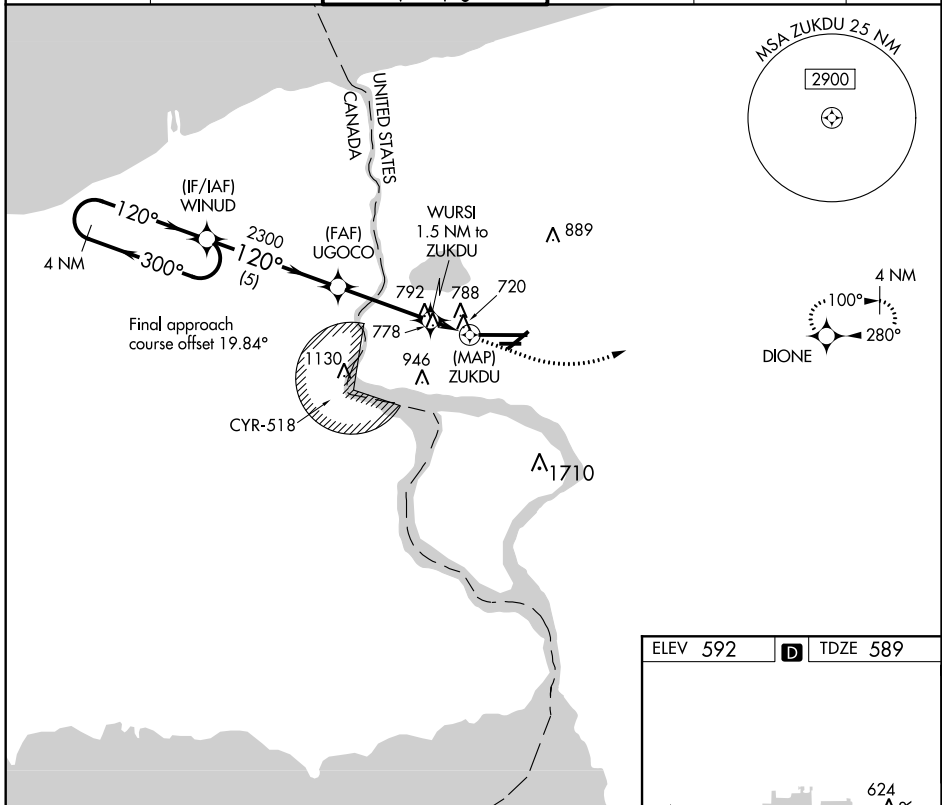 MSA ZUKDU 25 NM
2900
UNITED STATES
CANADA
(IF/IAF)
WINUD
120°
300°
4 NM
2300
120°
(5)
(FAF)
UGOCO
WURSI
1.5 NM to
ZUKDU
889
792
788
720
778
(MAP)
ZUKDU
946
4 NM
100°
280°
DIONE
Final approach
course offset 19.84°
1130
CYR-518
1710
ELEV 592
D
TDZE 589
624